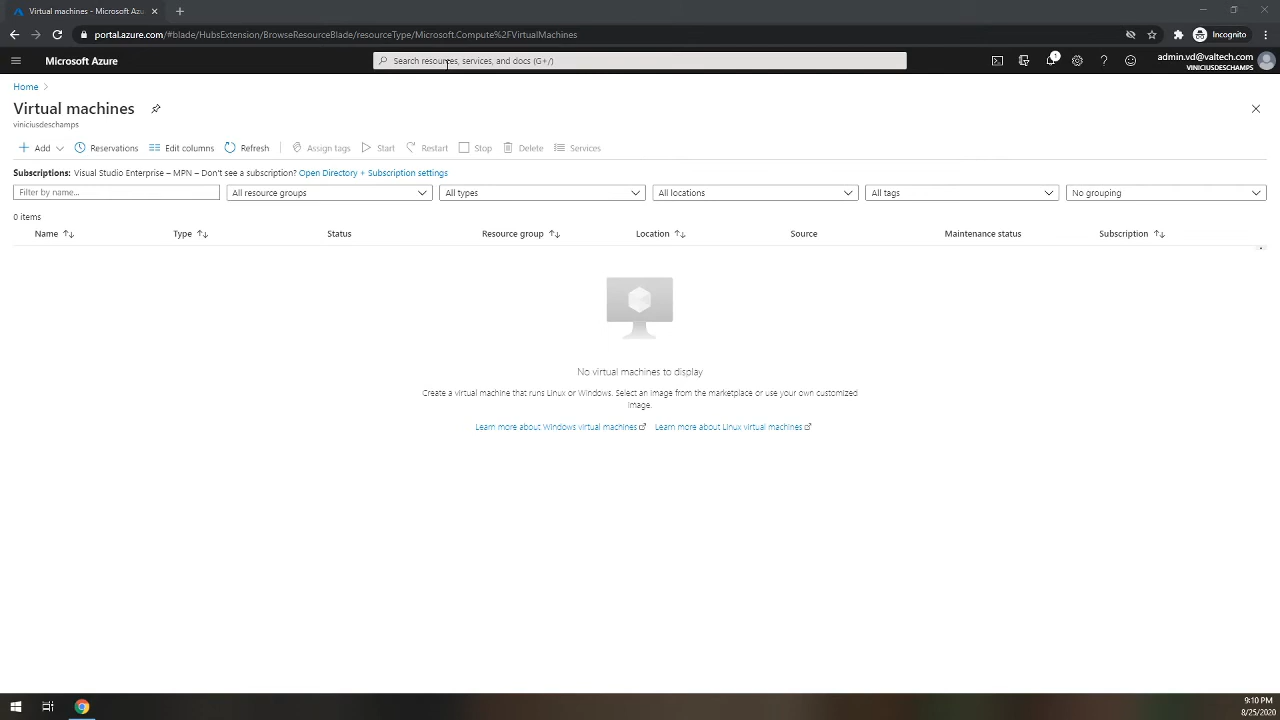 Virtual machines - Microsoft Azu
portal.azure.com/#blade/HubsExtension/BrowseResourceBlade/resourceType/Microsoft.Compute%2FVirtualMachines
Incognito
Microsoft Azure
Search resources, services, and docs (G+/)
1
admin.vd@valtech.com
VINICIUSDESCHAMPS
Home
Virtual machines
viniciusdeschamps
Add
Reservations
Edit columns
Refresh
Assign tags
Start
Restart
Stop
Delete
Services
Subscriptions: Visual Studio Enterprise – MPN – Don't see a subscription? Open Directory + Subscription settings
Filter by name...
All resource groups
All types
All locations
All tags
No grouping
0 items
Name
Type
Status
Resource group
Location
Source
Maintenance status
Subscription
No virtual machines to display
Create a virtual machine that runs Linux or Windows. Select an image from the marketplace or use your own customized
image.
Learn more about Windows virtual machines
Learn more about Linux virtual machines
9:10 PM
8/25/2020